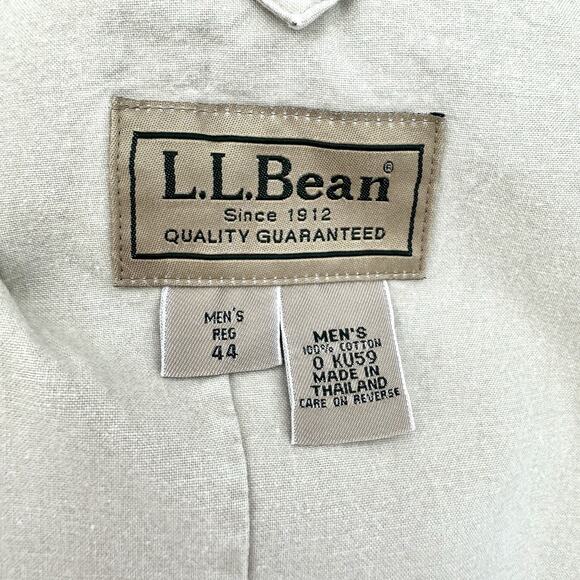 L.L.Bean®
Since 1912
QUALITY GUARANTEED
MEN'S
REG
44
MEN'S
100% COTTON
0 KU59
MADE IN
THAILAND
CARE ON REVERSE